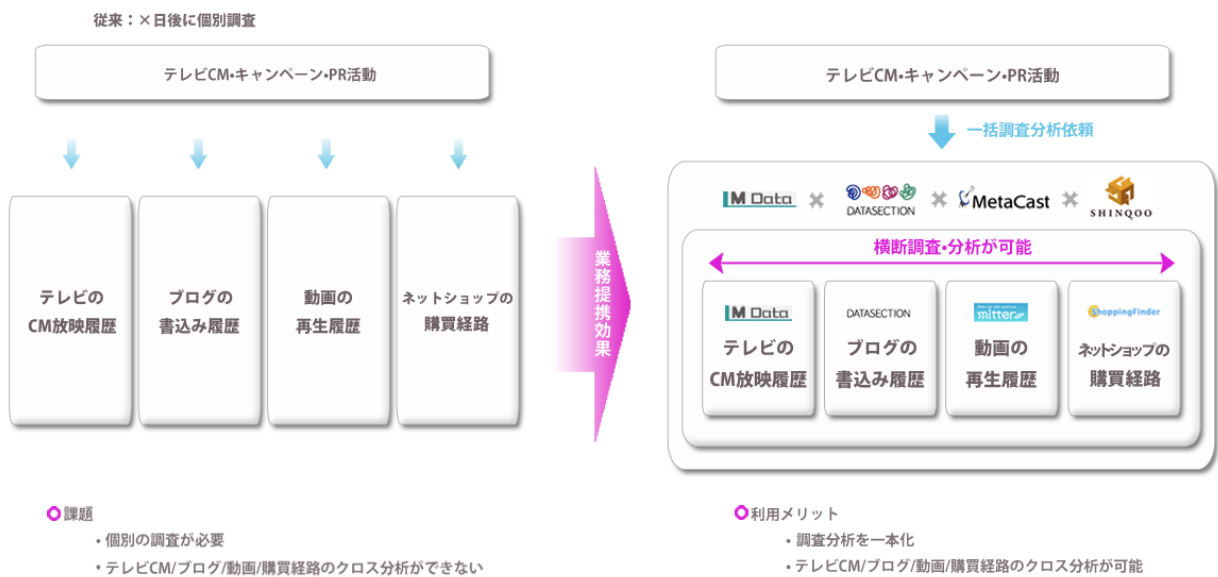 従来：×日後に個別調査
テレビCM・キャンペーン・PR活動
テレビの
CM放映履歴
ブログの
書込み履歴
動画の
再生履歴
ネットショップの
購買経路
課題
・個別の調査が必要
・テレビCM/ブログ/動画/購買経路のクロス分析ができない
業務提携効果
テレビCM・キャンペーン・PR活動
一括調査分析依頼
M Data × DATASECTION × MetaCast × SHINQOO
横断調査・分析が可能
M Data
テレビの
CM放映履歴
DATASECTION
ブログの
書込み履歴
mitter
動画の
再生履歴
ShoppingFinder
ネットショップの
購買経路
利用メリット
・調査分析を一本化
・テレビCM/ブログ/動画/購買経路のクロス分析が可能